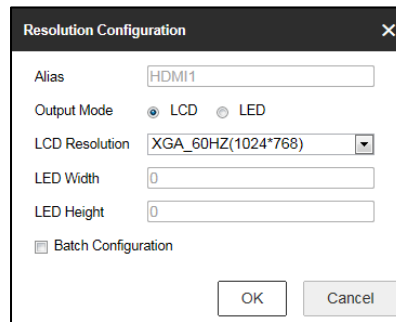 Resolution Configuration
Alias HDMI1
Output Mode LCD LED
LCD Resolution XGA_60HZ(1024*768)
LED Width 0
LED Height 0
Batch Configuration
OK Cancel